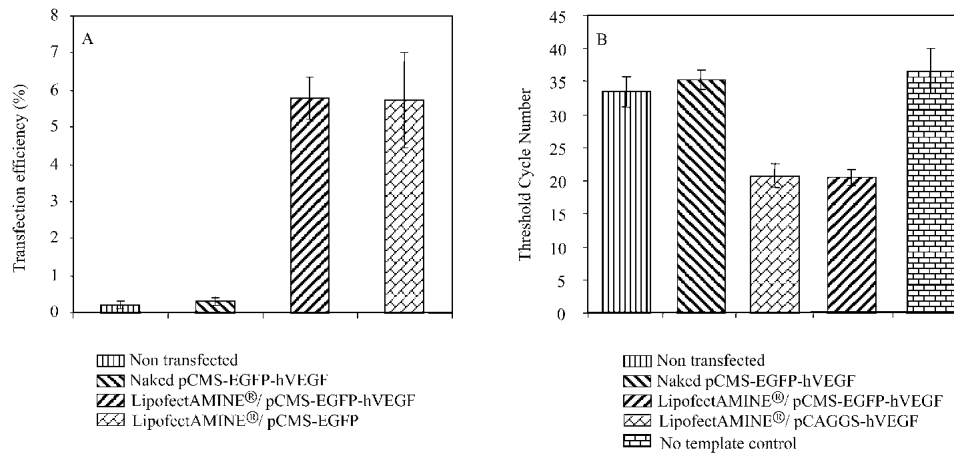 A
Transfection efficiency (%)
8
7
6
5
4
3
2
1
0
Non transfected
Naked pCMS-EGFP-hVEGF
LipofectAMINE®/ pCMS-EGFP-hVEGF
LipofectAMINE®/ pCMS-EGFP
B
Threshold Cycle Number
45
40
35
30
25
20
15
10
5
0
Non transfected
Naked pCMS-EGFP-hVEGF
LipofectAMINE®/ pCMS-EGFP-hVEGF
LipofectAMINE®/ pCAGGS-hVEGF
No template control